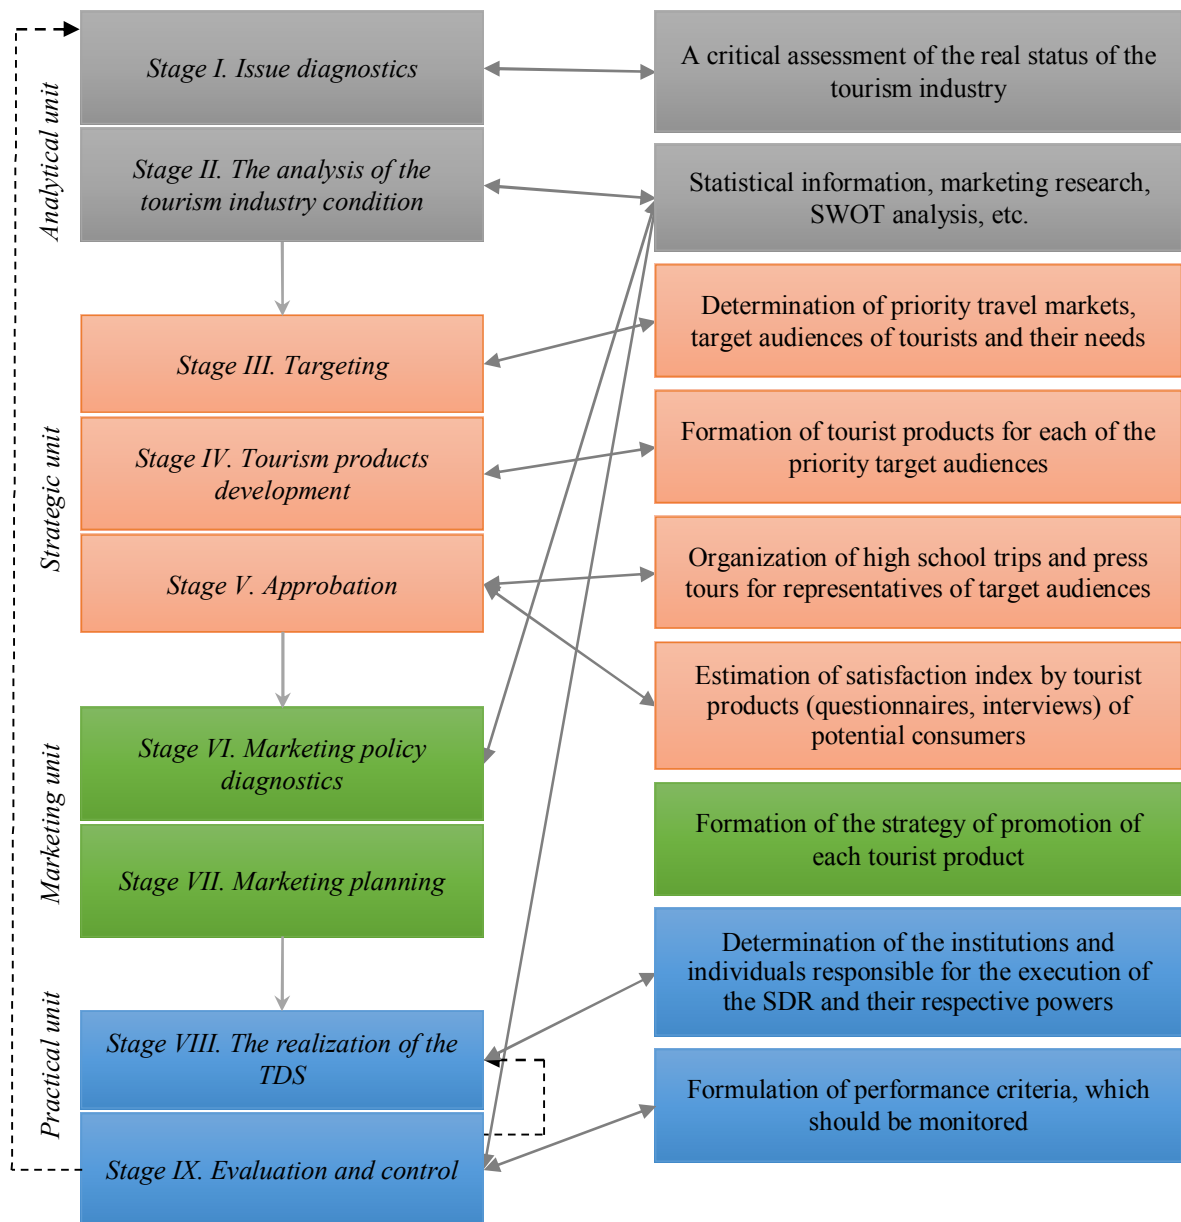 Analytical unit
Stage I. Issue diagnostics
A critical assessment of the real status of the
tourism industry
Stage II. The analysis of the
tourism industry condition
Statistical information, marketing research,
SWOT analysis, etc.
Strategic unit
Stage III. Targeting
Determination of priority travel markets,
target audiences of tourists and their needs
Stage IV. Tourism products
development
Formation of tourist products for each of the
priority target audiences
Stage V. Approbation
Organization of high school trips and press
tours for representatives of target audiences
Estimation of satisfaction index by tourist
products (questionnaires, interviews) of
potential consumers
Marketing unit
Stage VI. Marketing policy
diagnostics
Stage VII. Marketing planning
Formation of the strategy of promotion of
each tourist product
Practical unit
Stage VIII. The realization of the
TDS
Determination of the institutions and
individuals responsible for the execution of
the SDR and their respective powers
Stage IX. Evaluation and control
Formulation of performance criteria, which
should be monitored